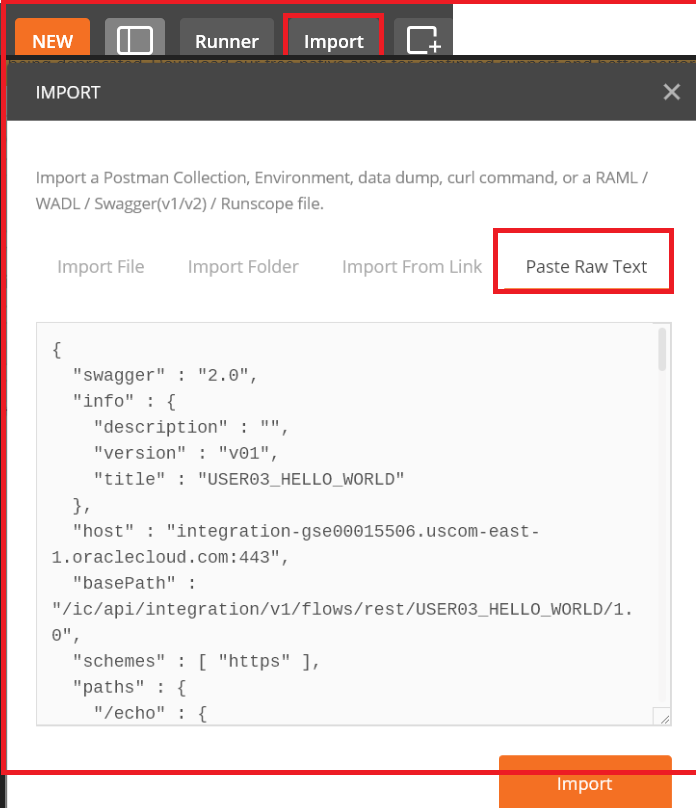 NEW Runner Import
IMPORT
Import a Postman Collection, Environment, data dump, curl command, or a RAML /
WADL / Swagger(v1/v2) / Runscope file.
Import File Import Folder Import From Link Paste Raw Text
{
"swagger" : "2.0",
"info" : {
"description" : "",
"version" : "v01",
"title" : "USER03_HELLO_WORLD"
},
"host" : "integration-gse00015506.uscom-east-
1.oraclecloud.com:443",
"basePath" :
"/ic/api/integration/v1/flows/rest/USER03_HELLO_WORLD/1.
0",
"schemes" : [ "https" ],
"paths" : {
"/echo" : {
Import